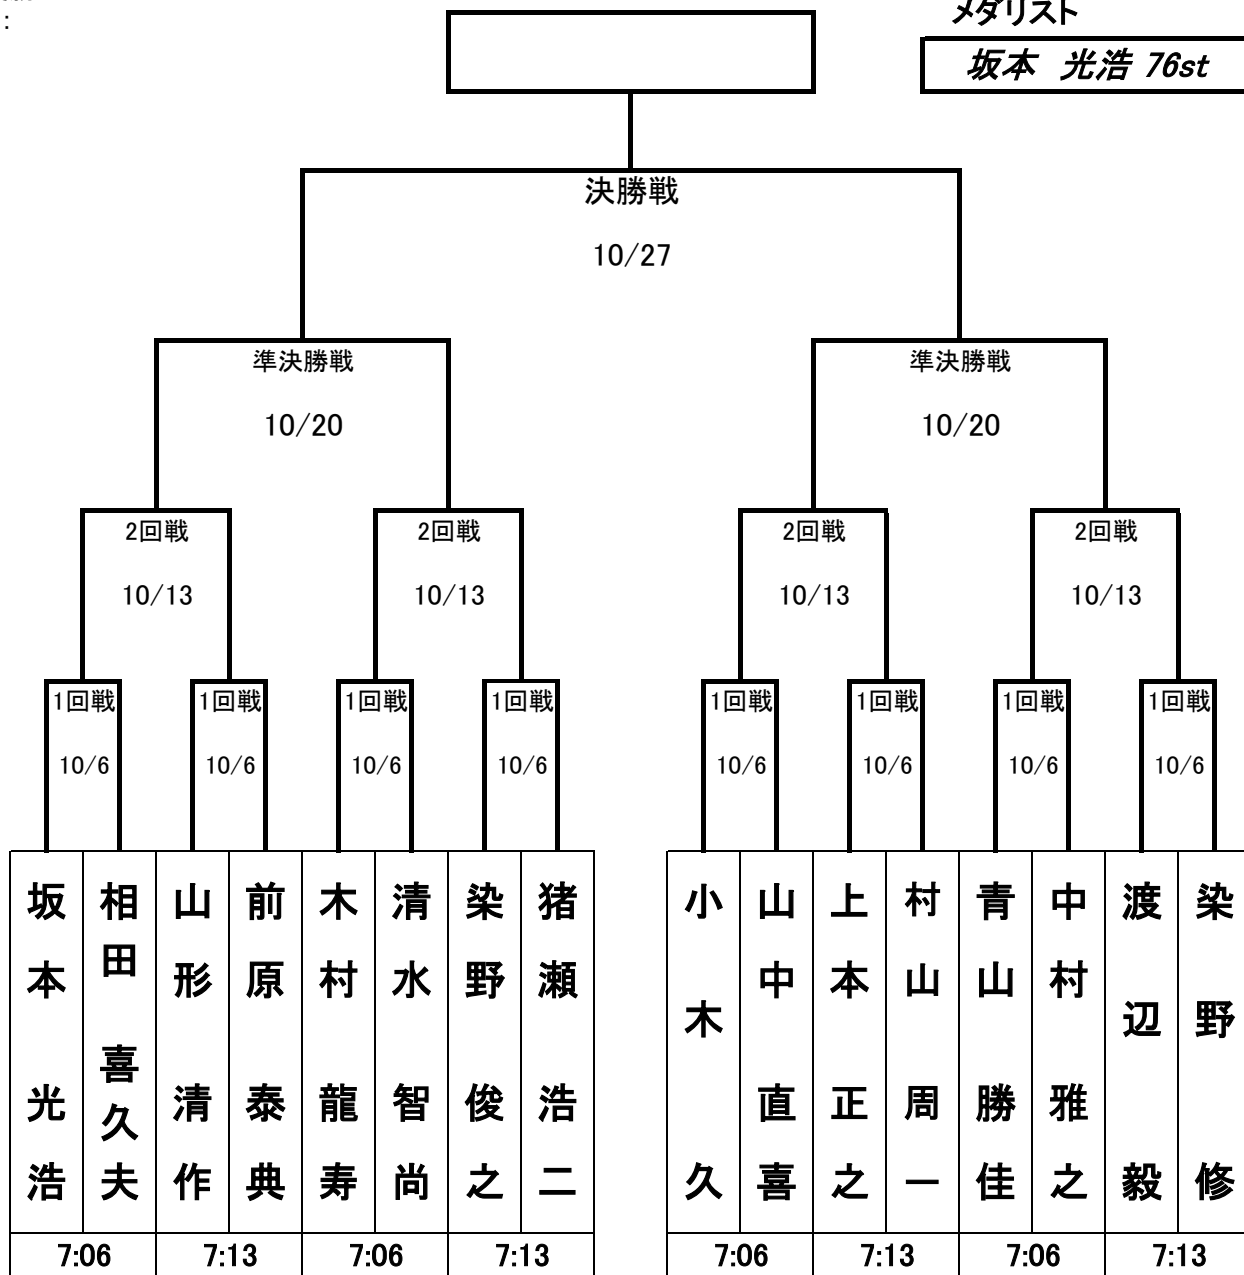 :
メダリスト
坂本 光浩 76st
決勝戦
10/27
準決勝戦 準決勝戦
10/20 10/20
2回戦 2回戦 2回戦 2回戦
10/13 10/13 10/13 10/13
1回戦 1回戦 1回戦 1回戦 1回戦 1回戦 1回戦 1回戦
10/6 10/6 10/6 10/6 10/6 10/6 10/6 10/6
坂本 光浩
相田 喜久夫
山形 清作
前原 泰典
木村 龍寿
清水 智尚
染野 俊之
猪瀬 浩二
小木 久
山中 直喜
上本 正之
村山 周一
青山 勝佳
中村 雅之
渡辺 毅
染野 修
7:06 7:13 7:06 7:13 7:06 7:13 7:06 7:13